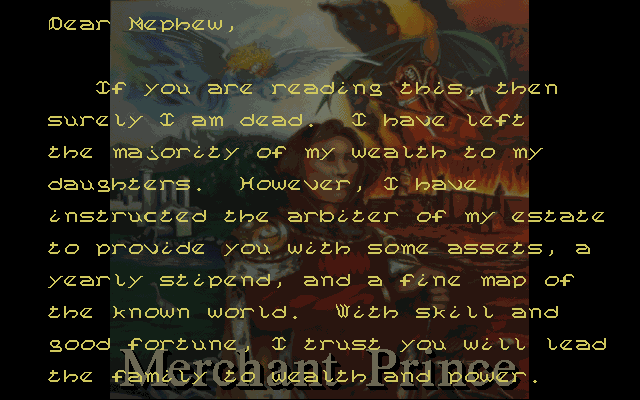 Dear Nephew,
If you are reading this, then
surely I am dead.  I have left
the majority of my wealth to my
daughters.  However, I have
instructed the arbiter of my estate
to provide you with some assets, a
yearly stipend, and a fine map of
the known world.  With skill and
good fortune, I trust you will lead
the family to wealth and power.
Merchant Prince